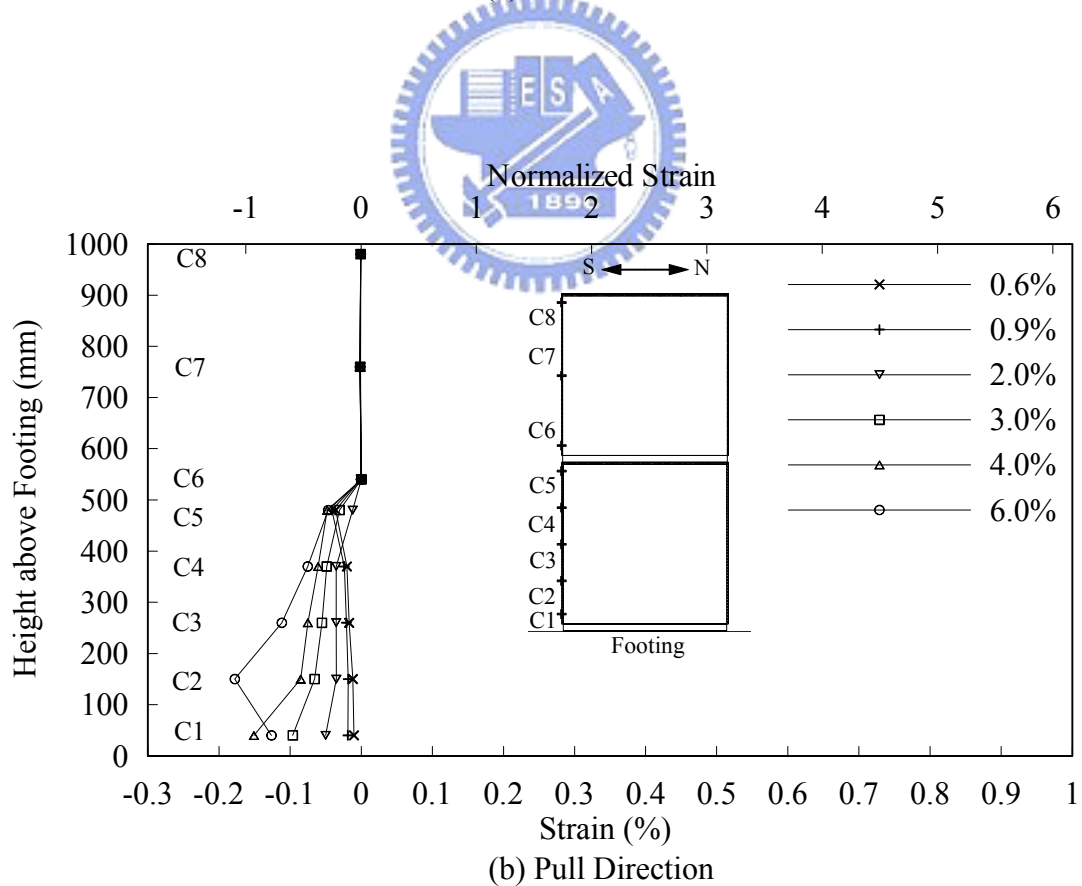 E S A
1896
Normalized Strain
-1 0 1 2 3 4 5 6
1000
900
800
700
600
500
400
300
200
100
0
Height above Footing (mm)
C8
C7
C6
C5
C4
C3
C2
C1
S N
C8
C7
C6
C5
C4
C3
C2
C1
Footing
0.6%
0.9%
2.0%
3.0%
4.0%
6.0%
-0.3 -0.2 -0.1 0 0.1 0.2 0.3 0.4 0.5 0.6 0.7 0.8 0.9 1
Strain (%)
(b) Pull Direction